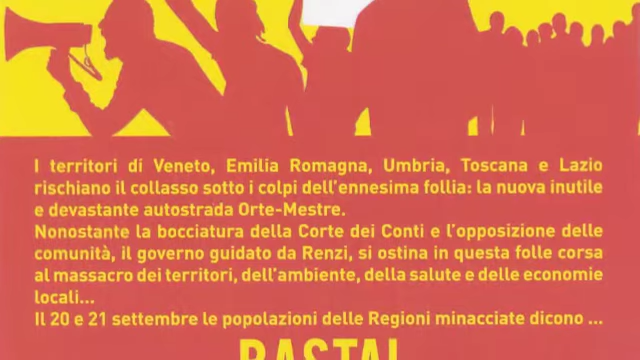 I territori di Veneto, Emilia Romagna, Umbria, Toscana e Lazio
rischiano il collasso sotto i colpi dell'ennesima follia: la nuova inutile
e devastante autostrada Orte-Mestre.
Nonostante la bocciatura della Corte dei Conti e l'opposizione delle
comunità, il governo guidato da Renzi, si ostina in questa folle corsa
al massacro dei territori, dell'ambiente, della salute e delle economie
locali...
Il 20 e 21 settembre le popolazioni delle Regioni minacciate dicono ...
BASTA!